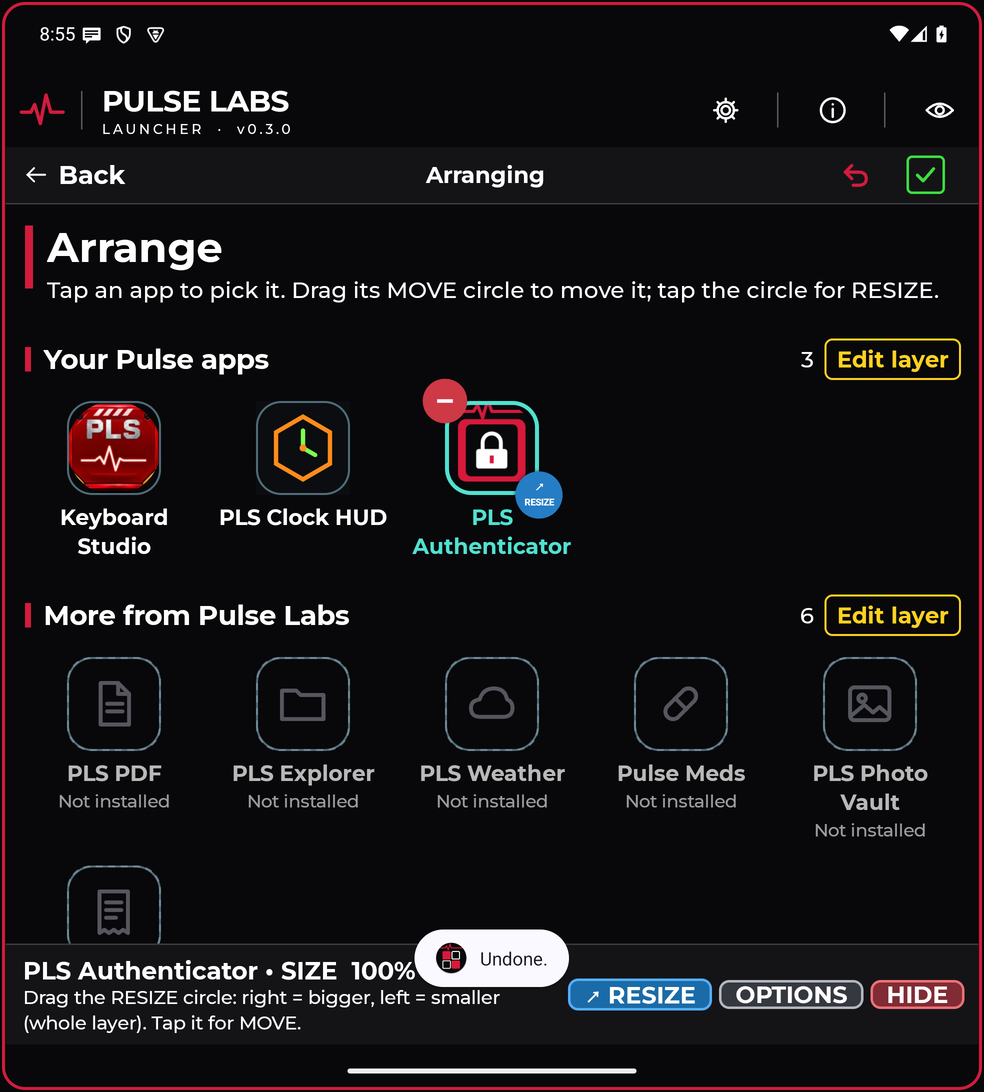 8:55
PULSE LABS
LAUNCHER · v0.3.0
Back
Arranging
Arrange
Tap an app to pick it. Drag its MOVE circle to move it; tap the circle for RESIZE.
Your Pulse apps
3
Edit layer
PLS
RESIZE
Keyboard
Studio
PLS Clock HUD
PLS
Authenticator
More from Pulse Labs
6
Edit layer
PLS PDF
Not installed
PLS Explorer
Not installed
PLS Weather
Not installed
Pulse Meds
Not installed
PLS Photo
Vault
Not installed
PLS Authenticator • SIZE 100%
Drag the RESIZE circle: right = bigger, left = smaller
(whole layer). Tap it for MOVE.
Undone.
↗ RESIZE
OPTIONS
HIDE